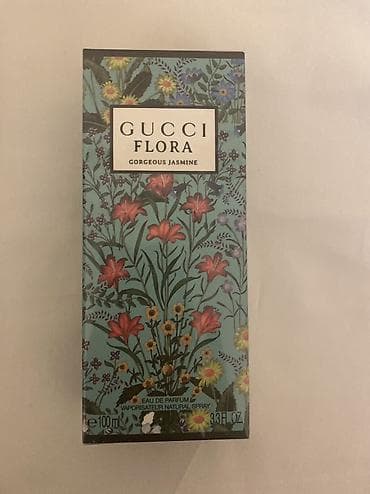 GUCCI
FLORA
GORGEOUS JASMINE
EAU DE PARFUM
VAPORISATEUR NATURAL SPRAY
℮100ml 3.3 FL.OZ.